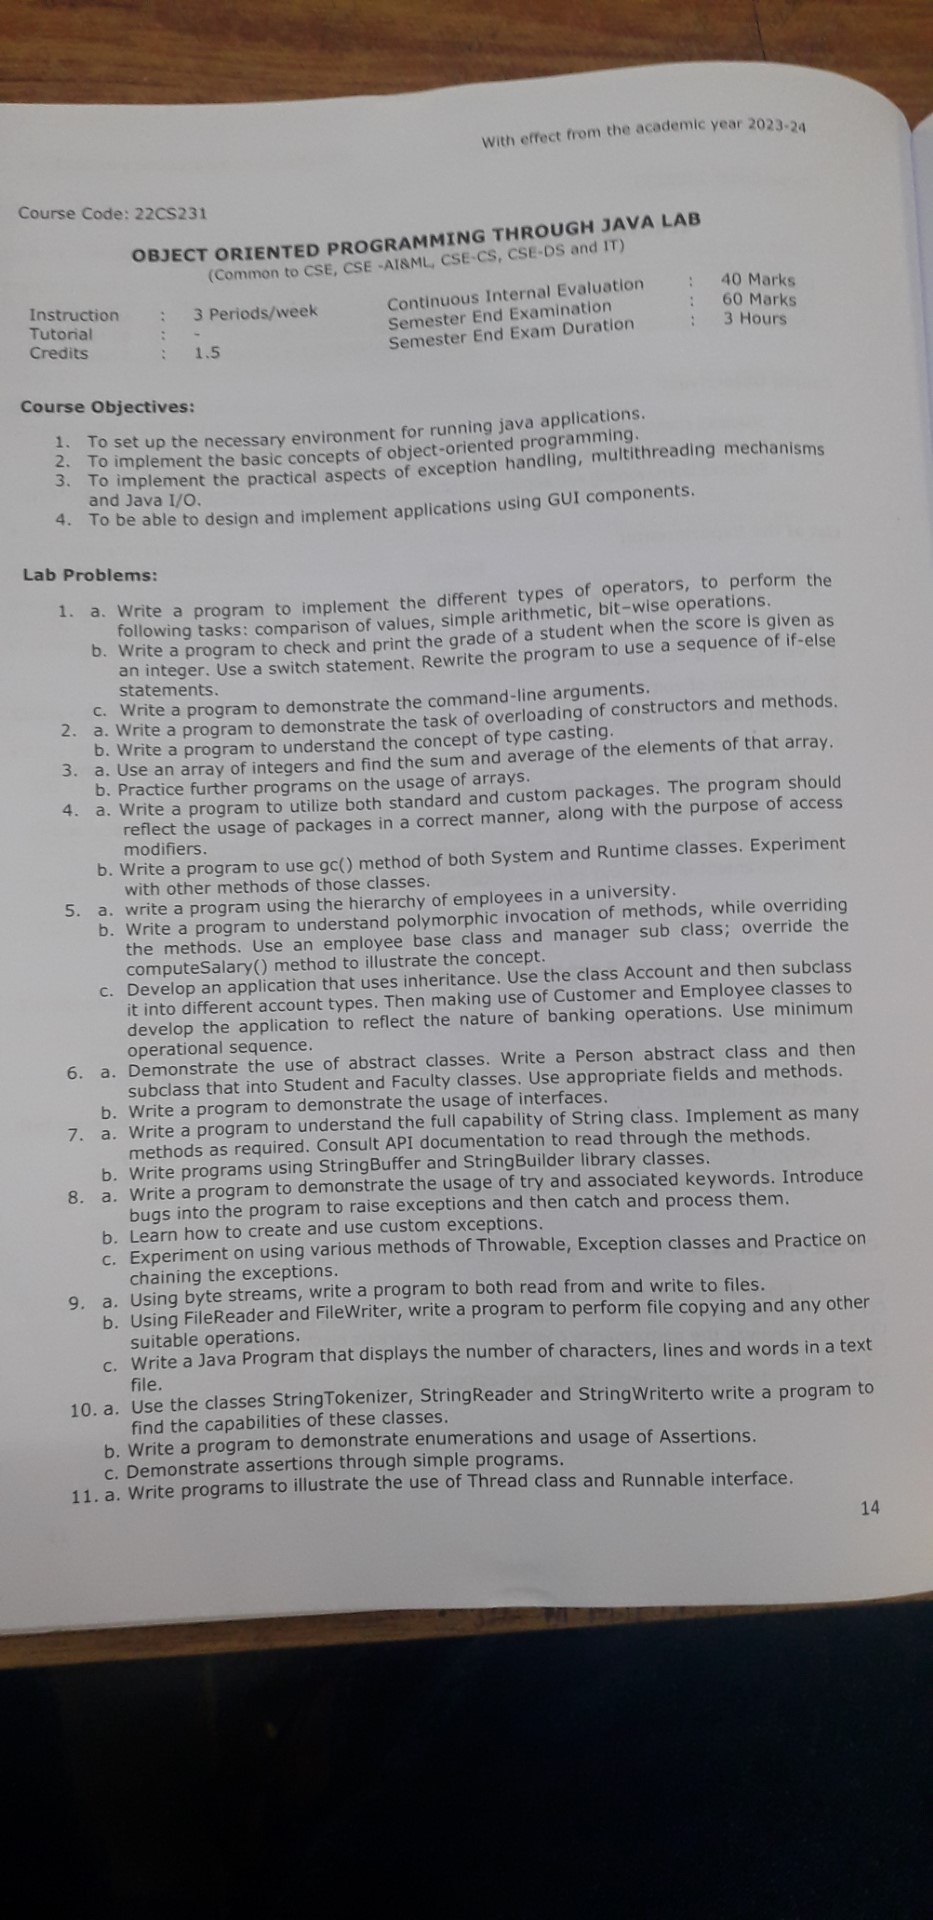 With effect from the academic year 2023-24
Course Code: 22CS231
OBJECT ORIENTED PROGRAMMING THROUGH JAVA LAB
(Common to CSE, CSE -AI&ML, CSE-CS, CSE-DS and IT)
Instruction : 3 Periods/week Continuous Internal Evaluation : 40 Marks
Tutorial : - Semester End Examination : 60 Marks
Credits : 1.5 Semester End Exam Duration : 3 Hours
Course Objectives:
1. To set up the necessary environment for running java applications.
2. To implement the basic concepts of object-oriented programming.
3. To implement the practical aspects of exception handling, multithreading mechanisms
and Java I/O.
4. To be able to design and implement applications using GUI components.
Lab Problems:
1. a. Write a program to implement the different types of operators, to perform the
following tasks: comparison of values, simple arithmetic, bit-wise operations.
b. Write a program to check and print the grade of a student when the score is given as
an integer. Use a switch statement. Rewrite the program to use a sequence of if-else
statements.
c. Write a program to demonstrate the command-line arguments.
2. a. Write a program to demonstrate the task of overloading of constructors and methods.
b. Write a program to understand the concept of type casting.
3. a. Use an array of integers and find the sum and average of the elements of that array.
b. Practice further programs on the usage of arrays.
4. a. Write a program to utilize both standard and custom packages. The program should
reflect the usage of packages in a correct manner, along with the purpose of access
modifiers.
b. Write a program to use gc() method of both System and Runtime classes. Experiment
with other methods of those classes.
5. a. write a program using the hierarchy of employees in a university.
b. Write a program to understand polymorphic invocation of methods, while overriding
the methods. Use an employee base class and manager sub class; override the
computeSalary() method to illustrate the concept.
c. Develop an application that uses inheritance. Use the class Account and then subclass
it into different account types. Then making use of Customer and Employee classes to
develop the application to reflect the nature of banking operations. Use minimum
operational sequence.
6. a. Demonstrate the use of abstract classes. Write a Person abstract class and then
subclass that into Student and Faculty classes. Use appropriate fields and methods.
b. Write a program to demonstrate the usage of interfaces.
7. a. Write a program to understand the full capability of String class. Implement as many
methods as required. Consult API documentation to read through the methods.
b. Write programs using StringBuffer and StringBuilder library classes.
8. a. Write a program to demonstrate the usage of try and associated keywords. Introduce
bugs into the program to raise exceptions and then catch and process them.
b. Learn how to create and use custom exceptions.
c. Experiment on using various methods of Throwable, Exception classes and Practice on
chaining the exceptions.
9. a. Using byte streams, write a program to both read from and write to files.
b. Using FileReader and FileWriter, write a program to perform file copying and any other
suitable operations.
c. Write a Java Program that displays the number of characters, lines and words in a text
file.
10. a. Use the classes StringTokenizer, StringReader and StringWriterto write a program to
find the capabilities of these classes.
b. Write a program to demonstrate enumerations and usage of Assertions.
c. Demonstrate assertions through simple programs.
11. a. Write programs to illustrate the use of Thread class and Runnable interface.
14